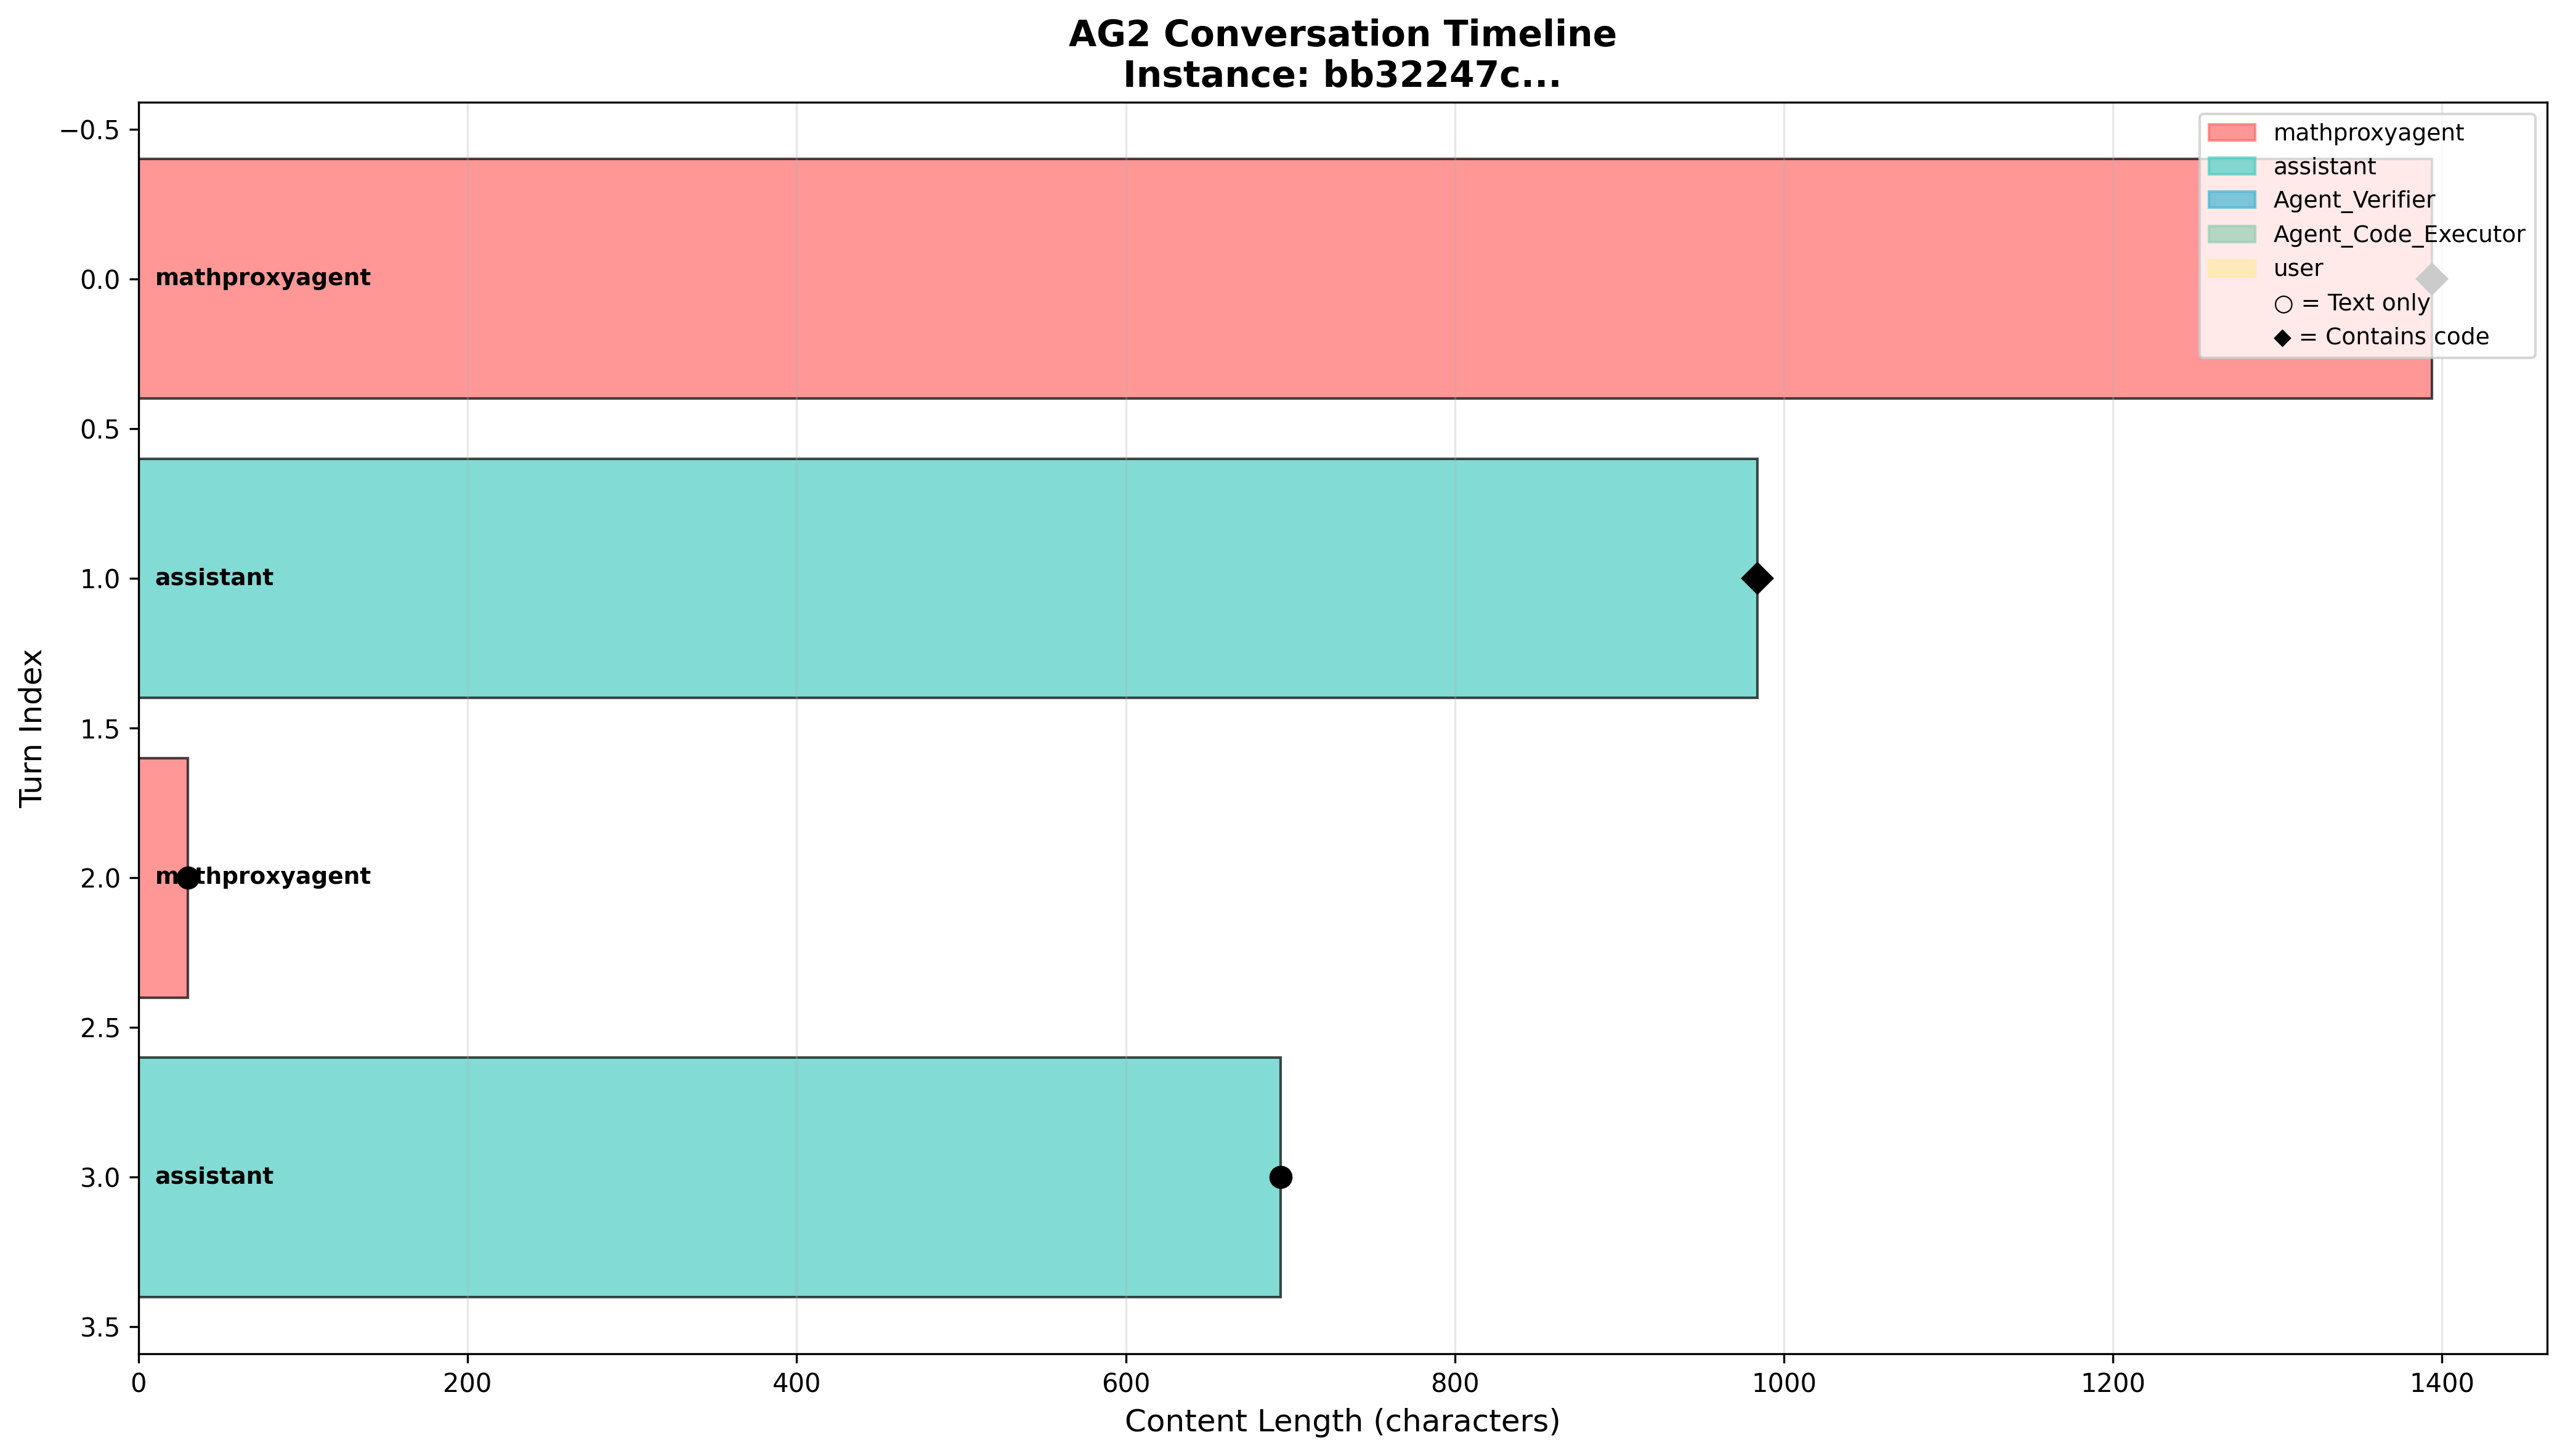 AG2 Conversation Timeline
Instance: bb32247c...
mathproxyagent
assistant
Agent_Verifier
Agent_Code_Executor
user
○ = Text only
◆ = Contains code
−0.5
0.0
0.5
1.0
1.5
2.0
2.5
3.0
3.5
Turn Index
mathproxyagent
assistant
mathproxyagent
assistant
0
200
400
600
800
1000
1200
1400
Content Length (characters)